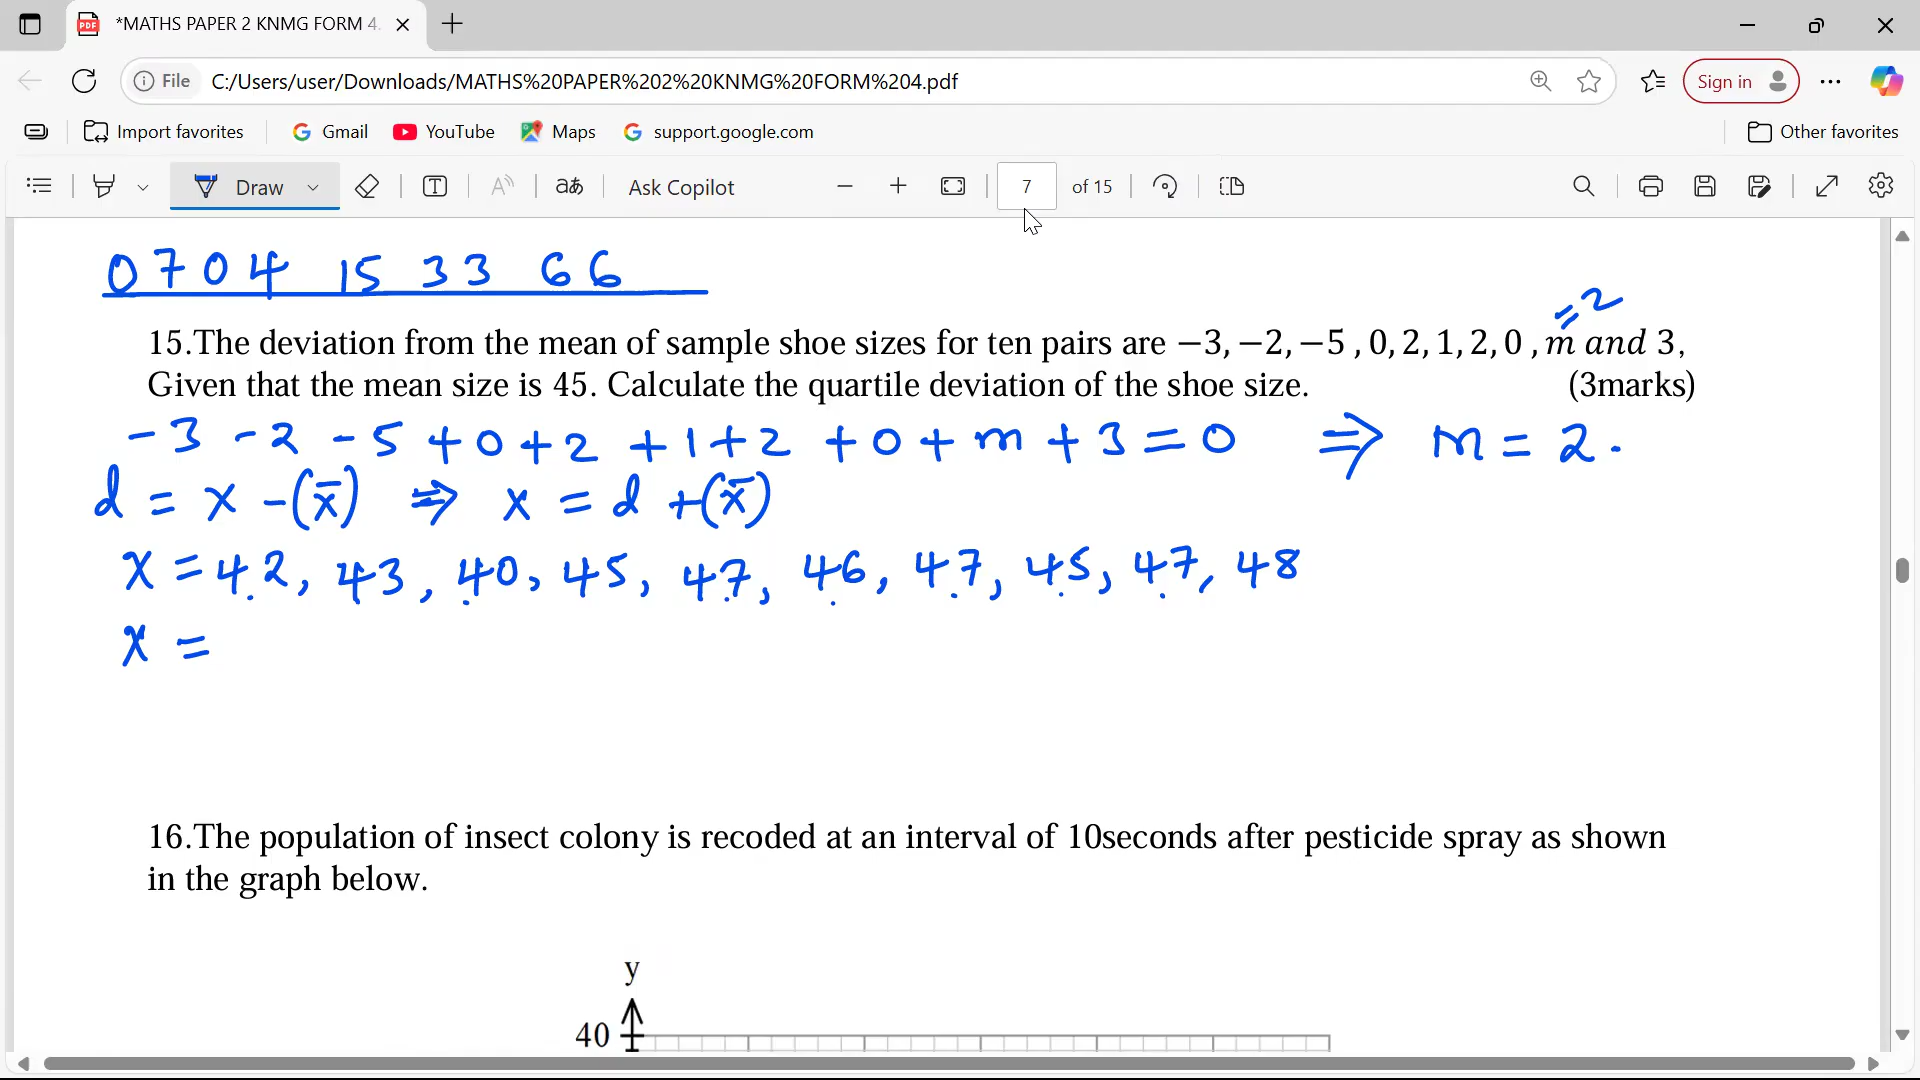 *MATHS PAPER 2 KNMG FORM 4.
File C:/Users/user/Downloads/MATHS%20PAPER%202%20KNMG%20FORM%204.pdf Sign in
Import favorites Gmail YouTube Maps support.google.com Other favorites
Draw aあ Ask Copilot 7 of 15
0704 15 33 66
= 2
15.The deviation from the mean of sample shoe sizes for ten pairs are −3, −2, −5 , 0, 2, 1, 2, 0 , m and 3,
Given that the mean size is 45. Calculate the quartile deviation of the shoe size. (3marks)
-3 -2 -5 +0 +2 +1+2 +0 + m + 3 = 0 ⇒ m = 2.
d = x -(x̄) ⇒ x = d +(x̄)
x = 42, 43, 40, 45, 47, 46, 47, 45, 47, 48
x =
16.The population of insect colony is recoded at an interval of 10seconds after pesticide spray as shown
in the graph below.
y
40